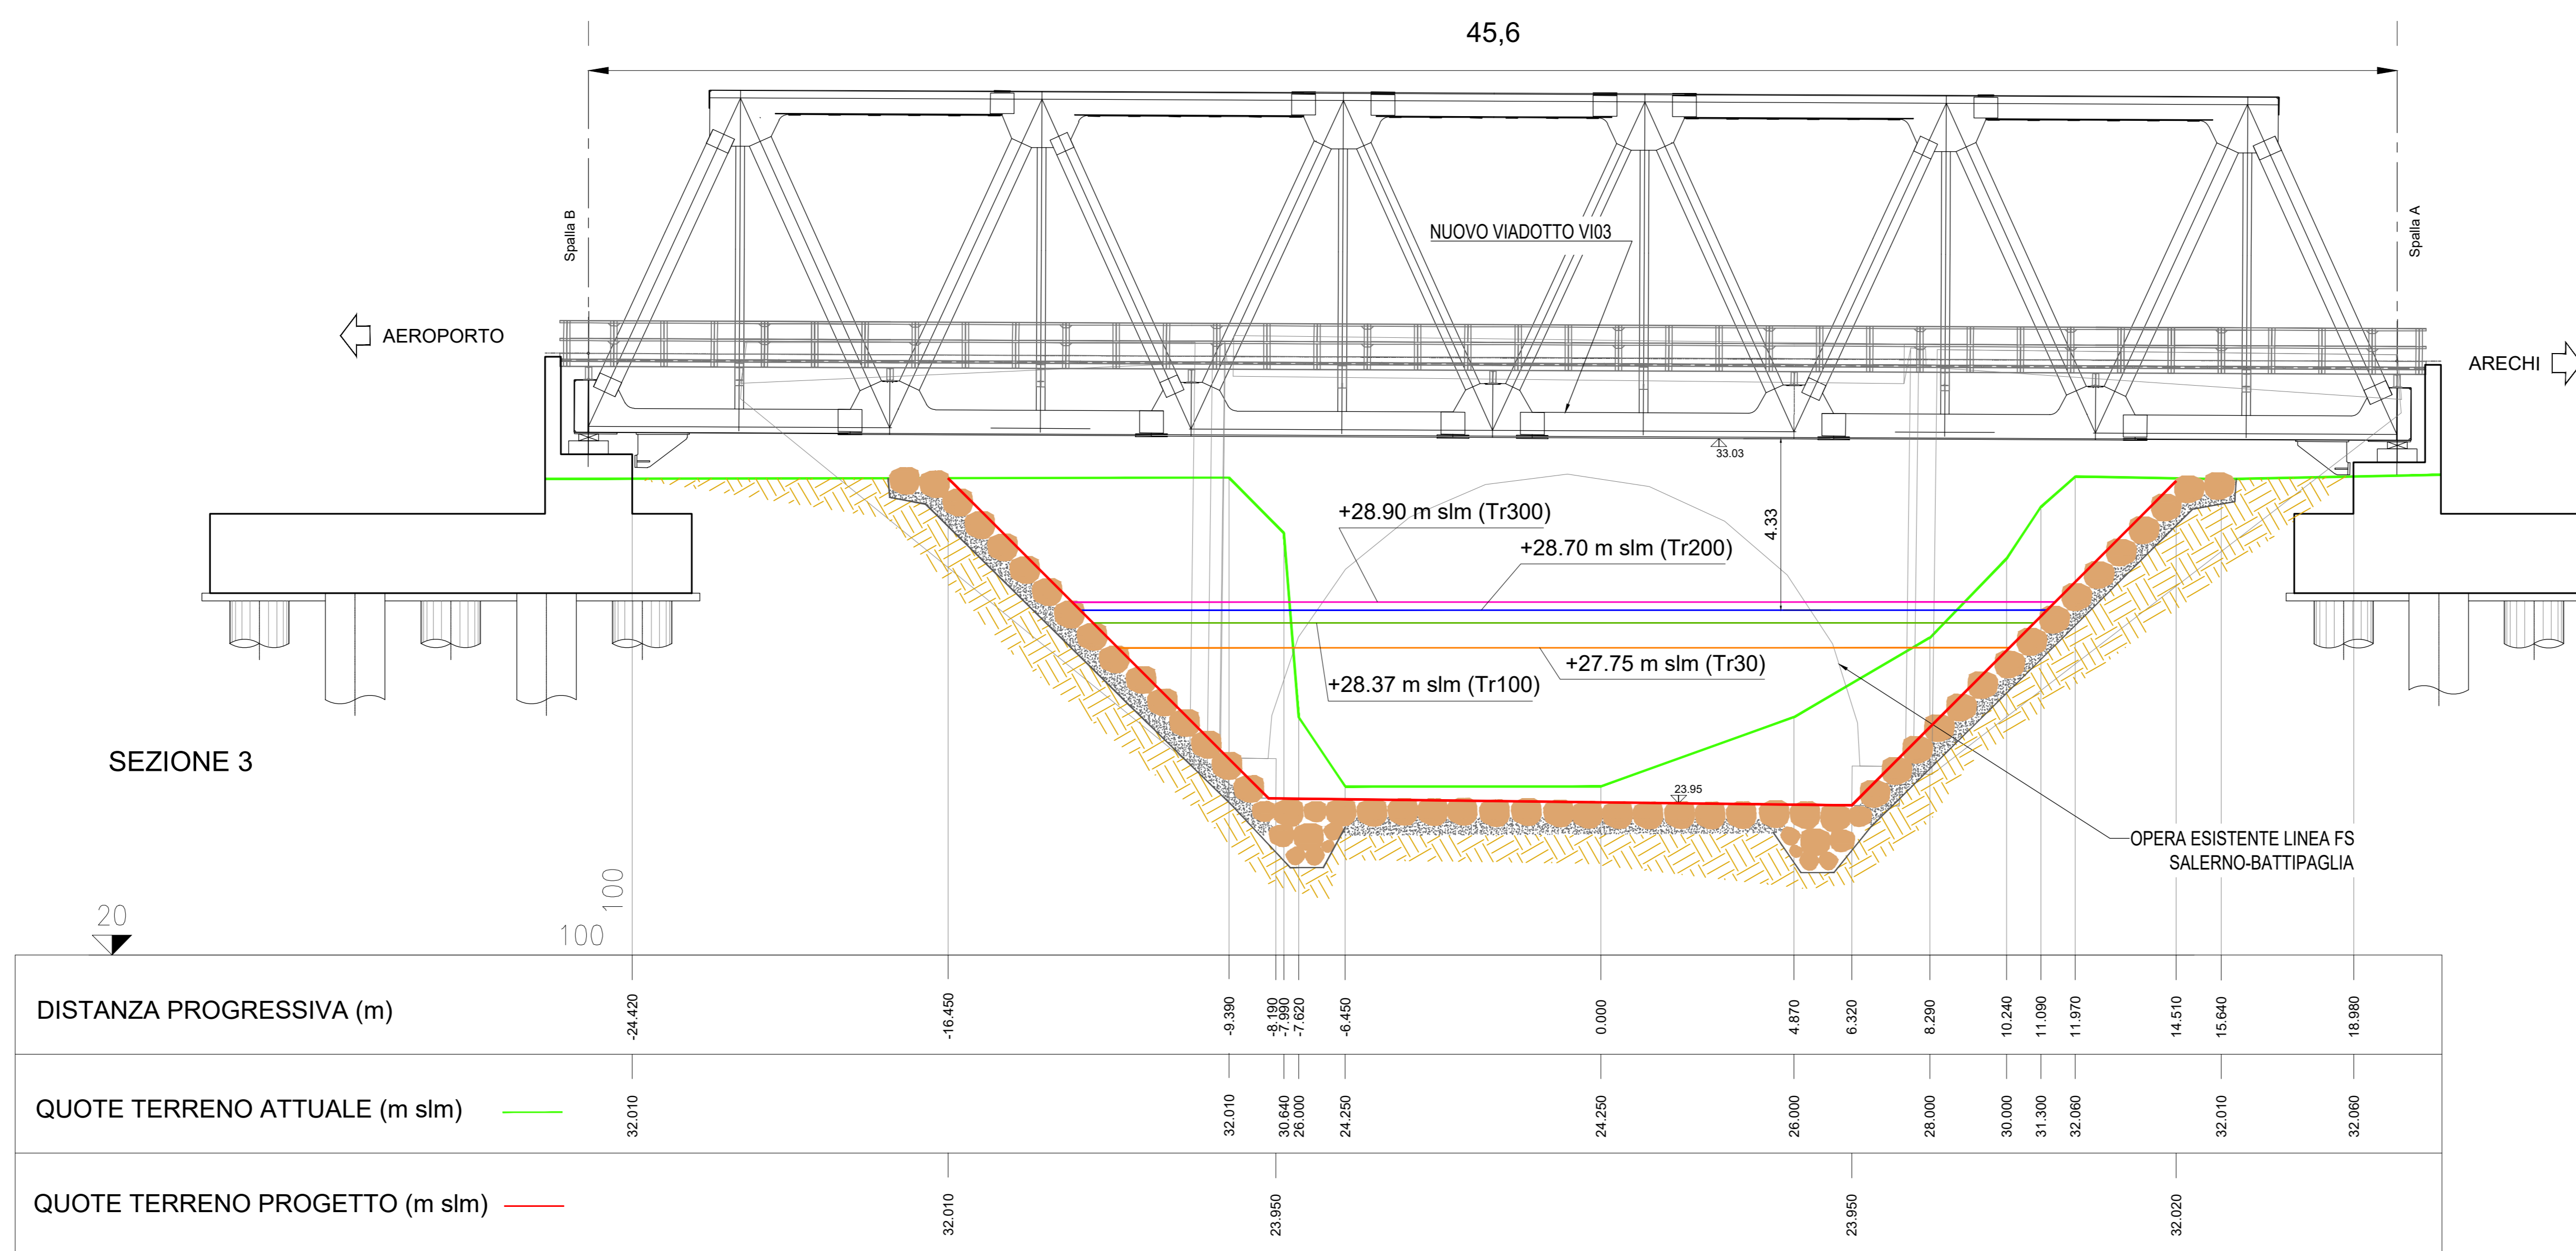 45,6
Spalla B
Spalla A
NUOVO VIADOTTO VI03
AEROPORTO
ARECHI
33.03
4.33
+28.90 m slm (Tr300)
+28.70 m slm (Tr200)
+27.75 m slm (Tr30)
+28.37 m slm (Tr100)
SEZIONE 3
23.95
OPERA ESISTENTE LINEA FS
SALERNO-BATTIPAGLIA
20
100
100
DISTANZA PROGRESSIVA (m)
-24.420 -16.450 -9.390 -8.190 -7.990 -7.620 -6.450 0.000 4.870 6.320 8.290 10.240 11.090 11.970 14.510 15.640 18.980
QUOTE TERRENO ATTUALE (m slm)
32.010 32.010 30.640 26.000 24.250 24.250 26.000 28.000 30.000 31.300 32.060 32.010 32.060
QUOTE TERRENO PROGETTO (m slm)
32.010 23.950 23.950 32.020